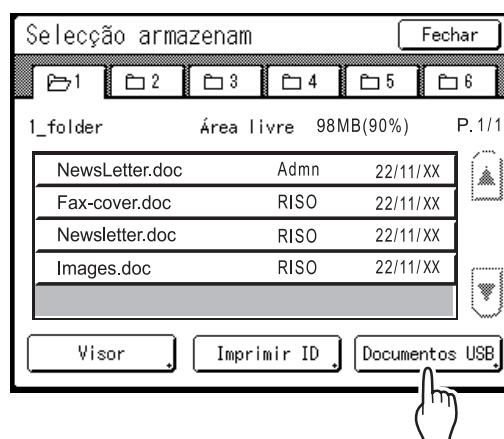 Selecção armazenam Fechar
1 2 3 4 5 6
1_folder Área livre 98MB(90%) P.1/1
NewsLetter.doc Admn 22/11/XX
Fax-cover.doc RISO 22/11/XX
Newsletter.doc RISO 22/11/XX
Images.doc RISO 22/11/XX
Visor Imprimir ID Documentos USB